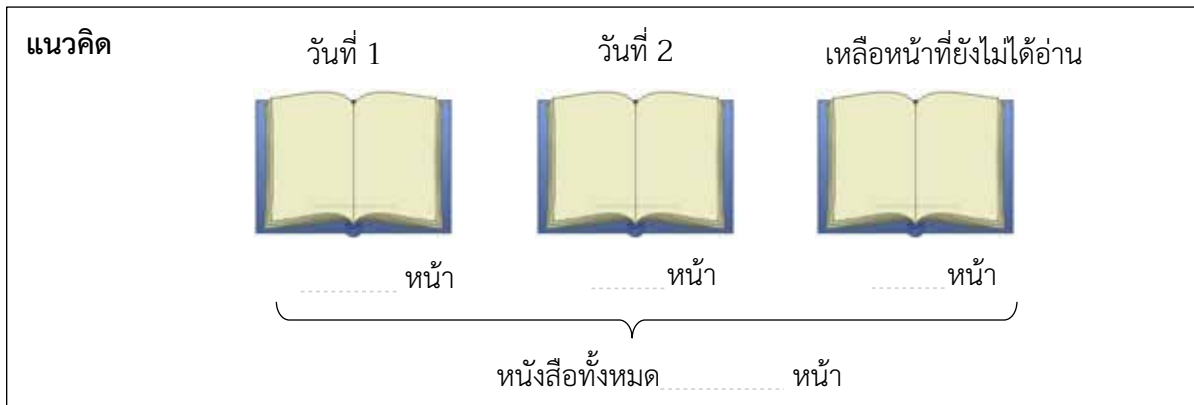 แนวคิด
วันที่ 1 วันที่ 2 เหลือหน้าที่ยังไม่ได้อ่าน
............ หน้า ............หน้า ............หน้า
หนังสือทั้งหมด................ หน้า